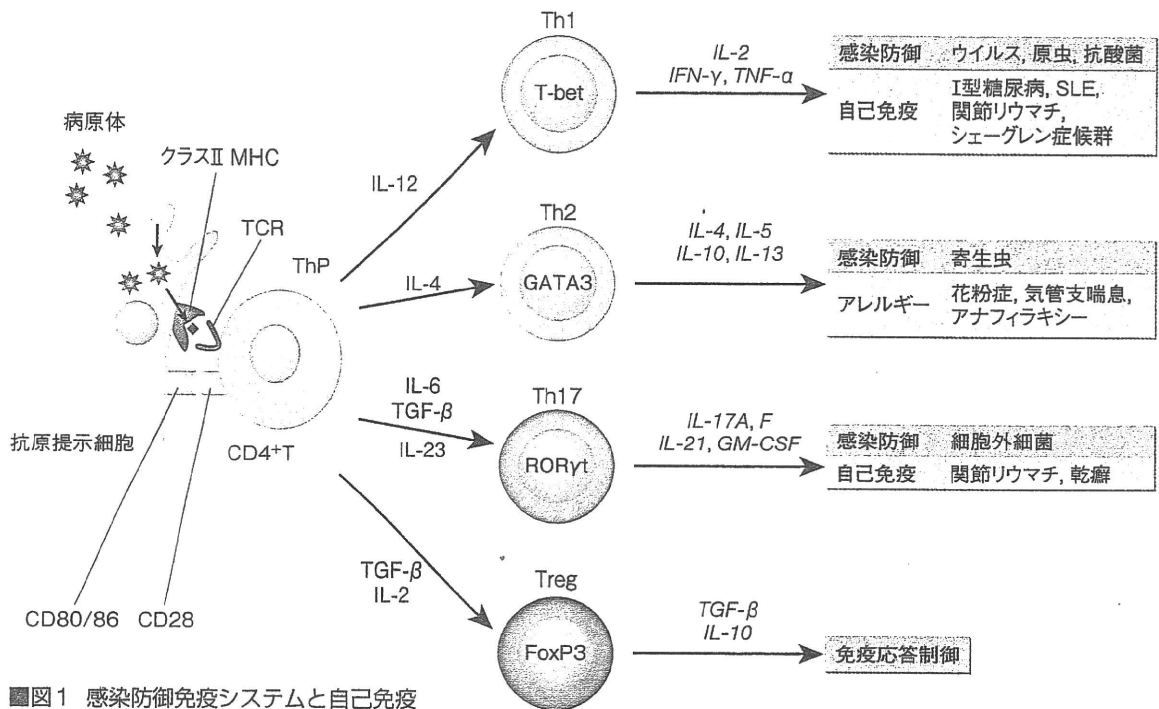 病原体
クラスⅡ MHC
TCR
ThP
抗原提示細胞
CD4⁺T
CD80/86 CD28
IL-12
Th1
T-bet
IL-2
IFN-γ, TNF-α
感染防御 ウイルス, 原虫, 抗酸菌
自己免疫 Ⅰ型糖尿病, SLE,
関節リウマチ,
シェーグレン症候群
IL-4
Th2
GATA3
IL-4, IL-5
IL-10, IL-13
感染防御 寄生虫
アレルギー 花粉症, 気管支喘息,
アナフィラキシー
IL-6
TGF-β
IL-23
Th17
RORγt
IL-17A, F
IL-21, GM-CSF
感染防御 細胞外細菌
自己免疫 関節リウマチ, 乾癬
TGF-β
IL-2
Treg
FoxP3
TGF-β
IL-10
免疫応答制御
■図1 感染防御免疫システムと自己免疫